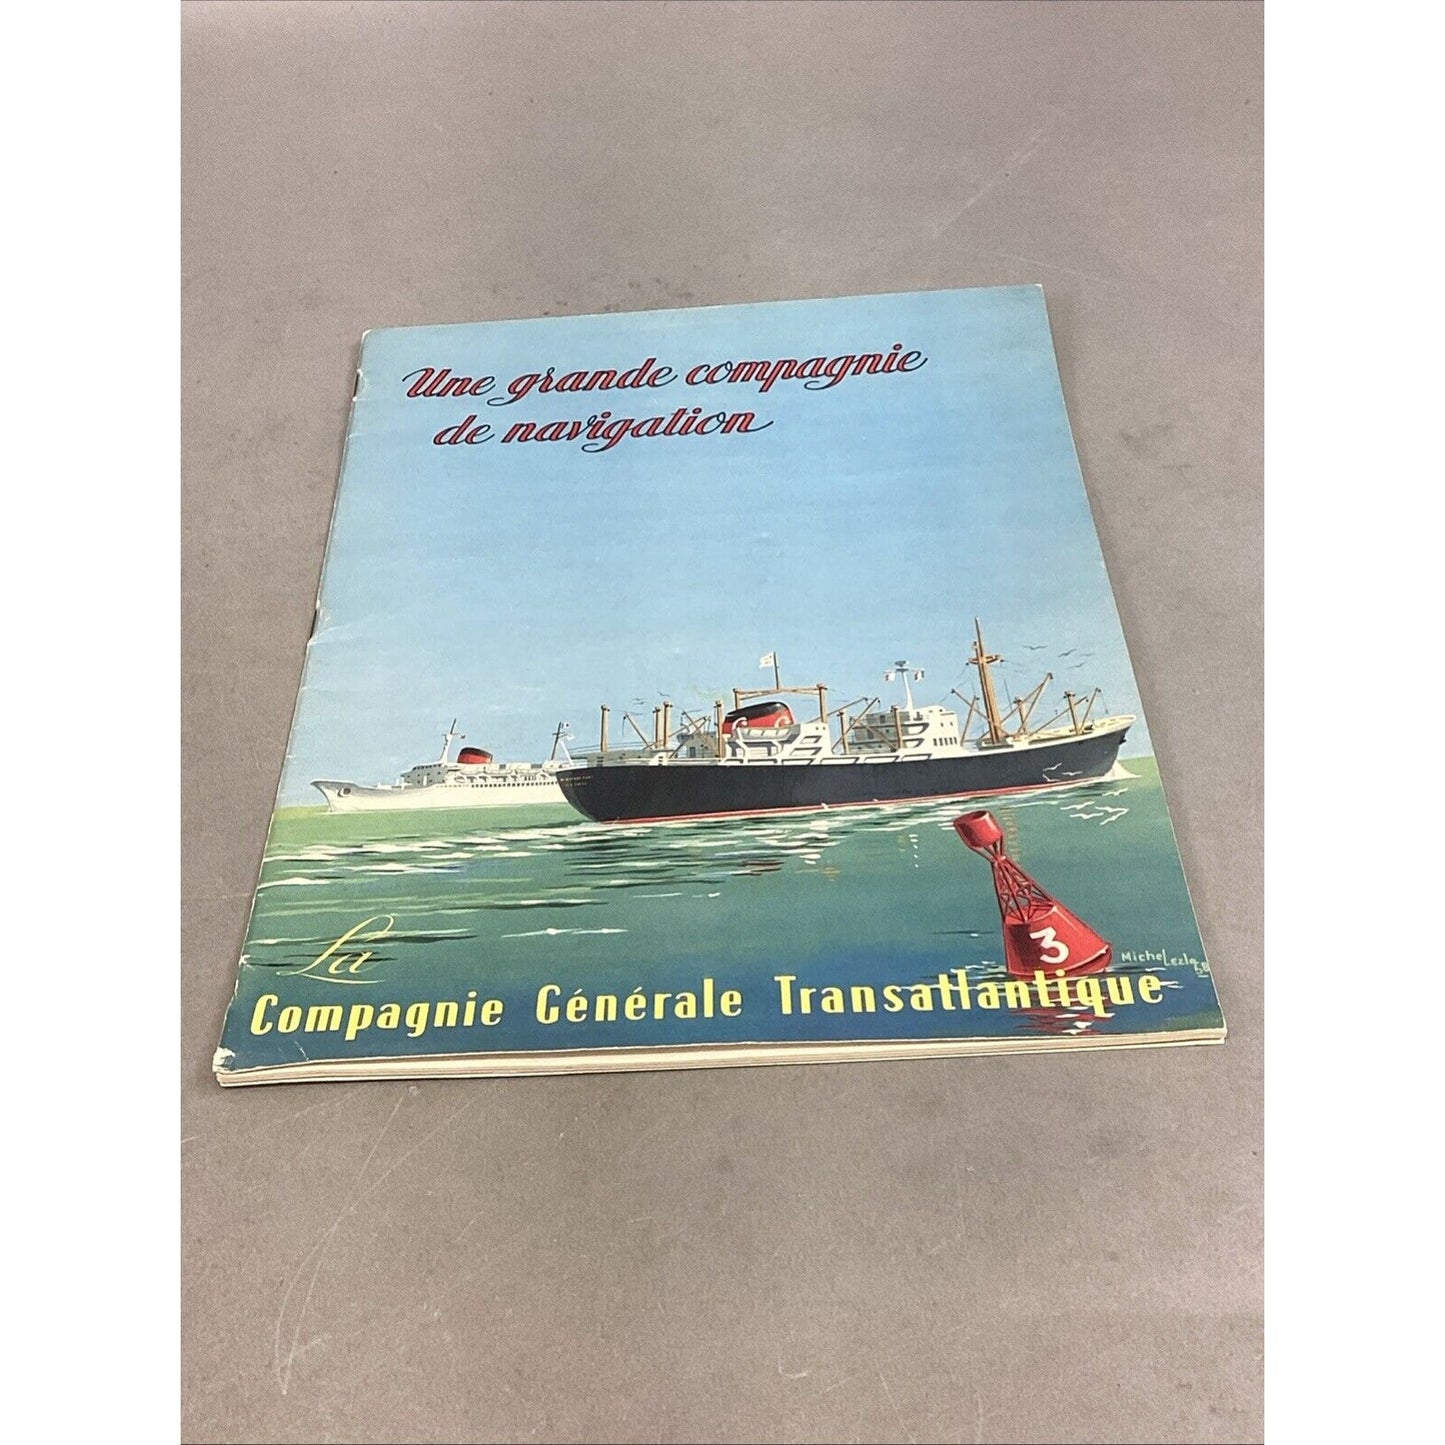 Une grande compagnie
de navigation
3
La
Compagnie Générale Transatlantique